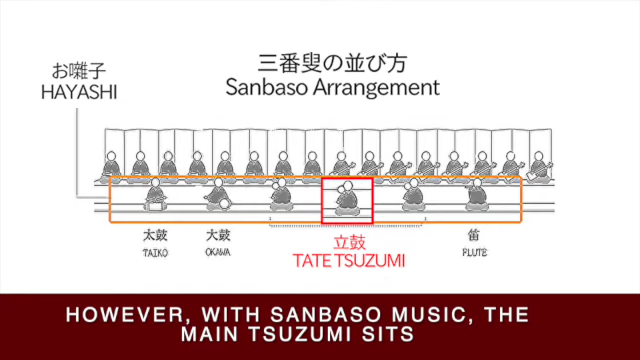 三番叟の並び方
Sanbaso Arrangement
お囃子
HAYASHI
太鼓
TAIKO
大鼓
OKAWA
立鼓
TATE TSUZUMI
笛
FLUTE
HOWEVER, WITH SANBASO MUSIC, THE
MAIN TSUZUMI SITS